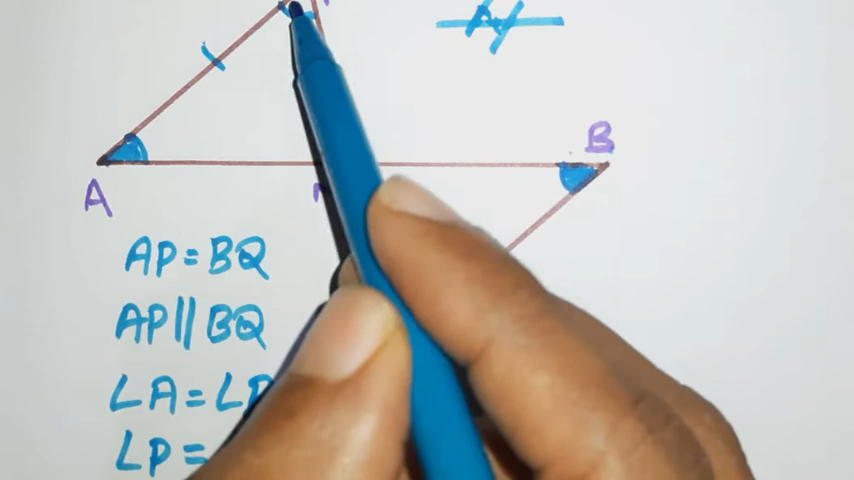 B
A
AP = BQ
AP || BQ
∠A = ∠B
∠P =